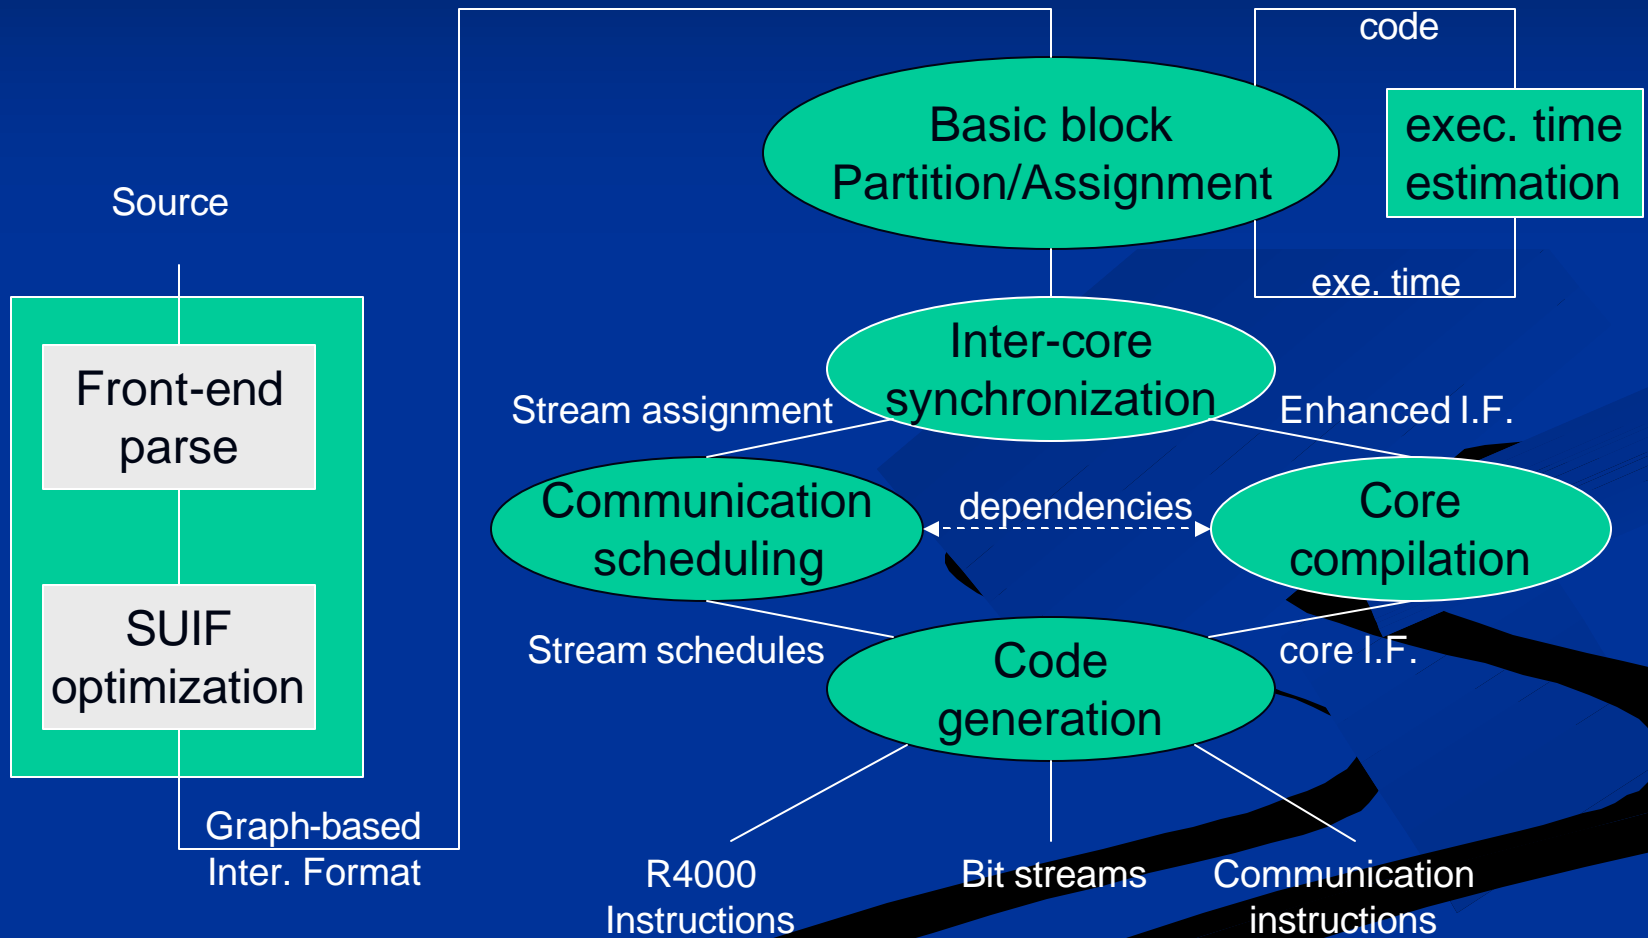 Source
Front-end
parse
SUIF
optimization
Graph-based
Inter. Format
code
Basic block
Partition/Assignment
exec. time
estimation
exe. time
Inter-core
synchronization
Stream assignment
Enhanced I.F.
Communication
scheduling
dependencies
Core
compilation
Stream schedules
core I.F.
Code
generation
R4000
Instructions
Bit streams
Communication
instructions